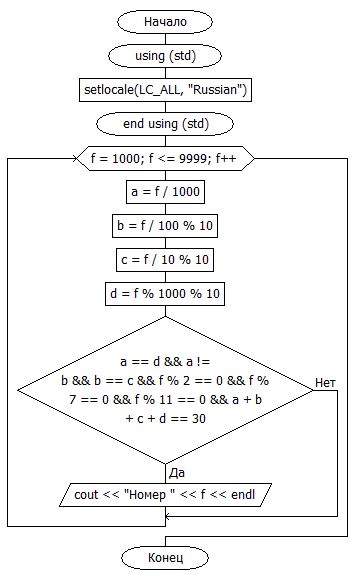 Начало
using (std)
setlocale(LC_ALL, "Russian")
end using (std)
f = 1000; f <= 9999; f++
a = f / 1000
b = f / 100 % 10
c = f / 10 % 10
d = f % 1000 % 10
a == d && a !=
b && b == c && f % 2 == 0 && f %
7 == 0 && f % 11 == 0 && a + b
+ c + d == 30
Нет
Да
cout << "Номер " << f << endl
Конец